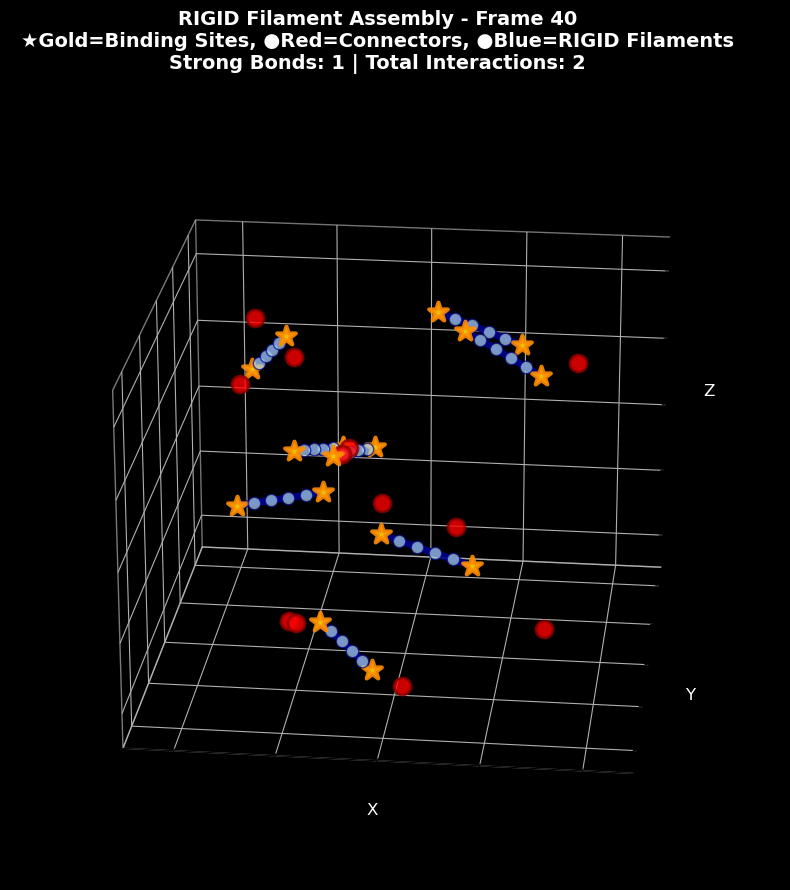 RIGID Filament Assembly - Frame 40
★Gold=Binding Sites, ●Red=Connectors, ●Blue=RIGID Filaments
Strong Bonds: 1 | Total Interactions: 2
Z
Y
X